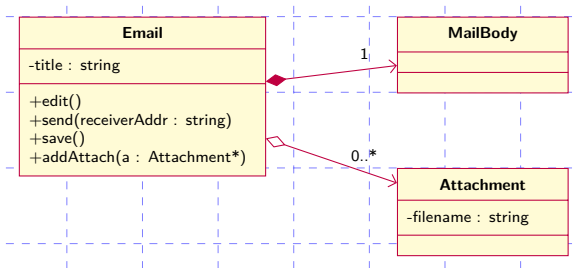 Email
-title : string
+edit()
+send(receiverAddr : string)
+save()
+addAttach(a : Attachment*)
1
MailBody
0..*
Attachment
-filename : string